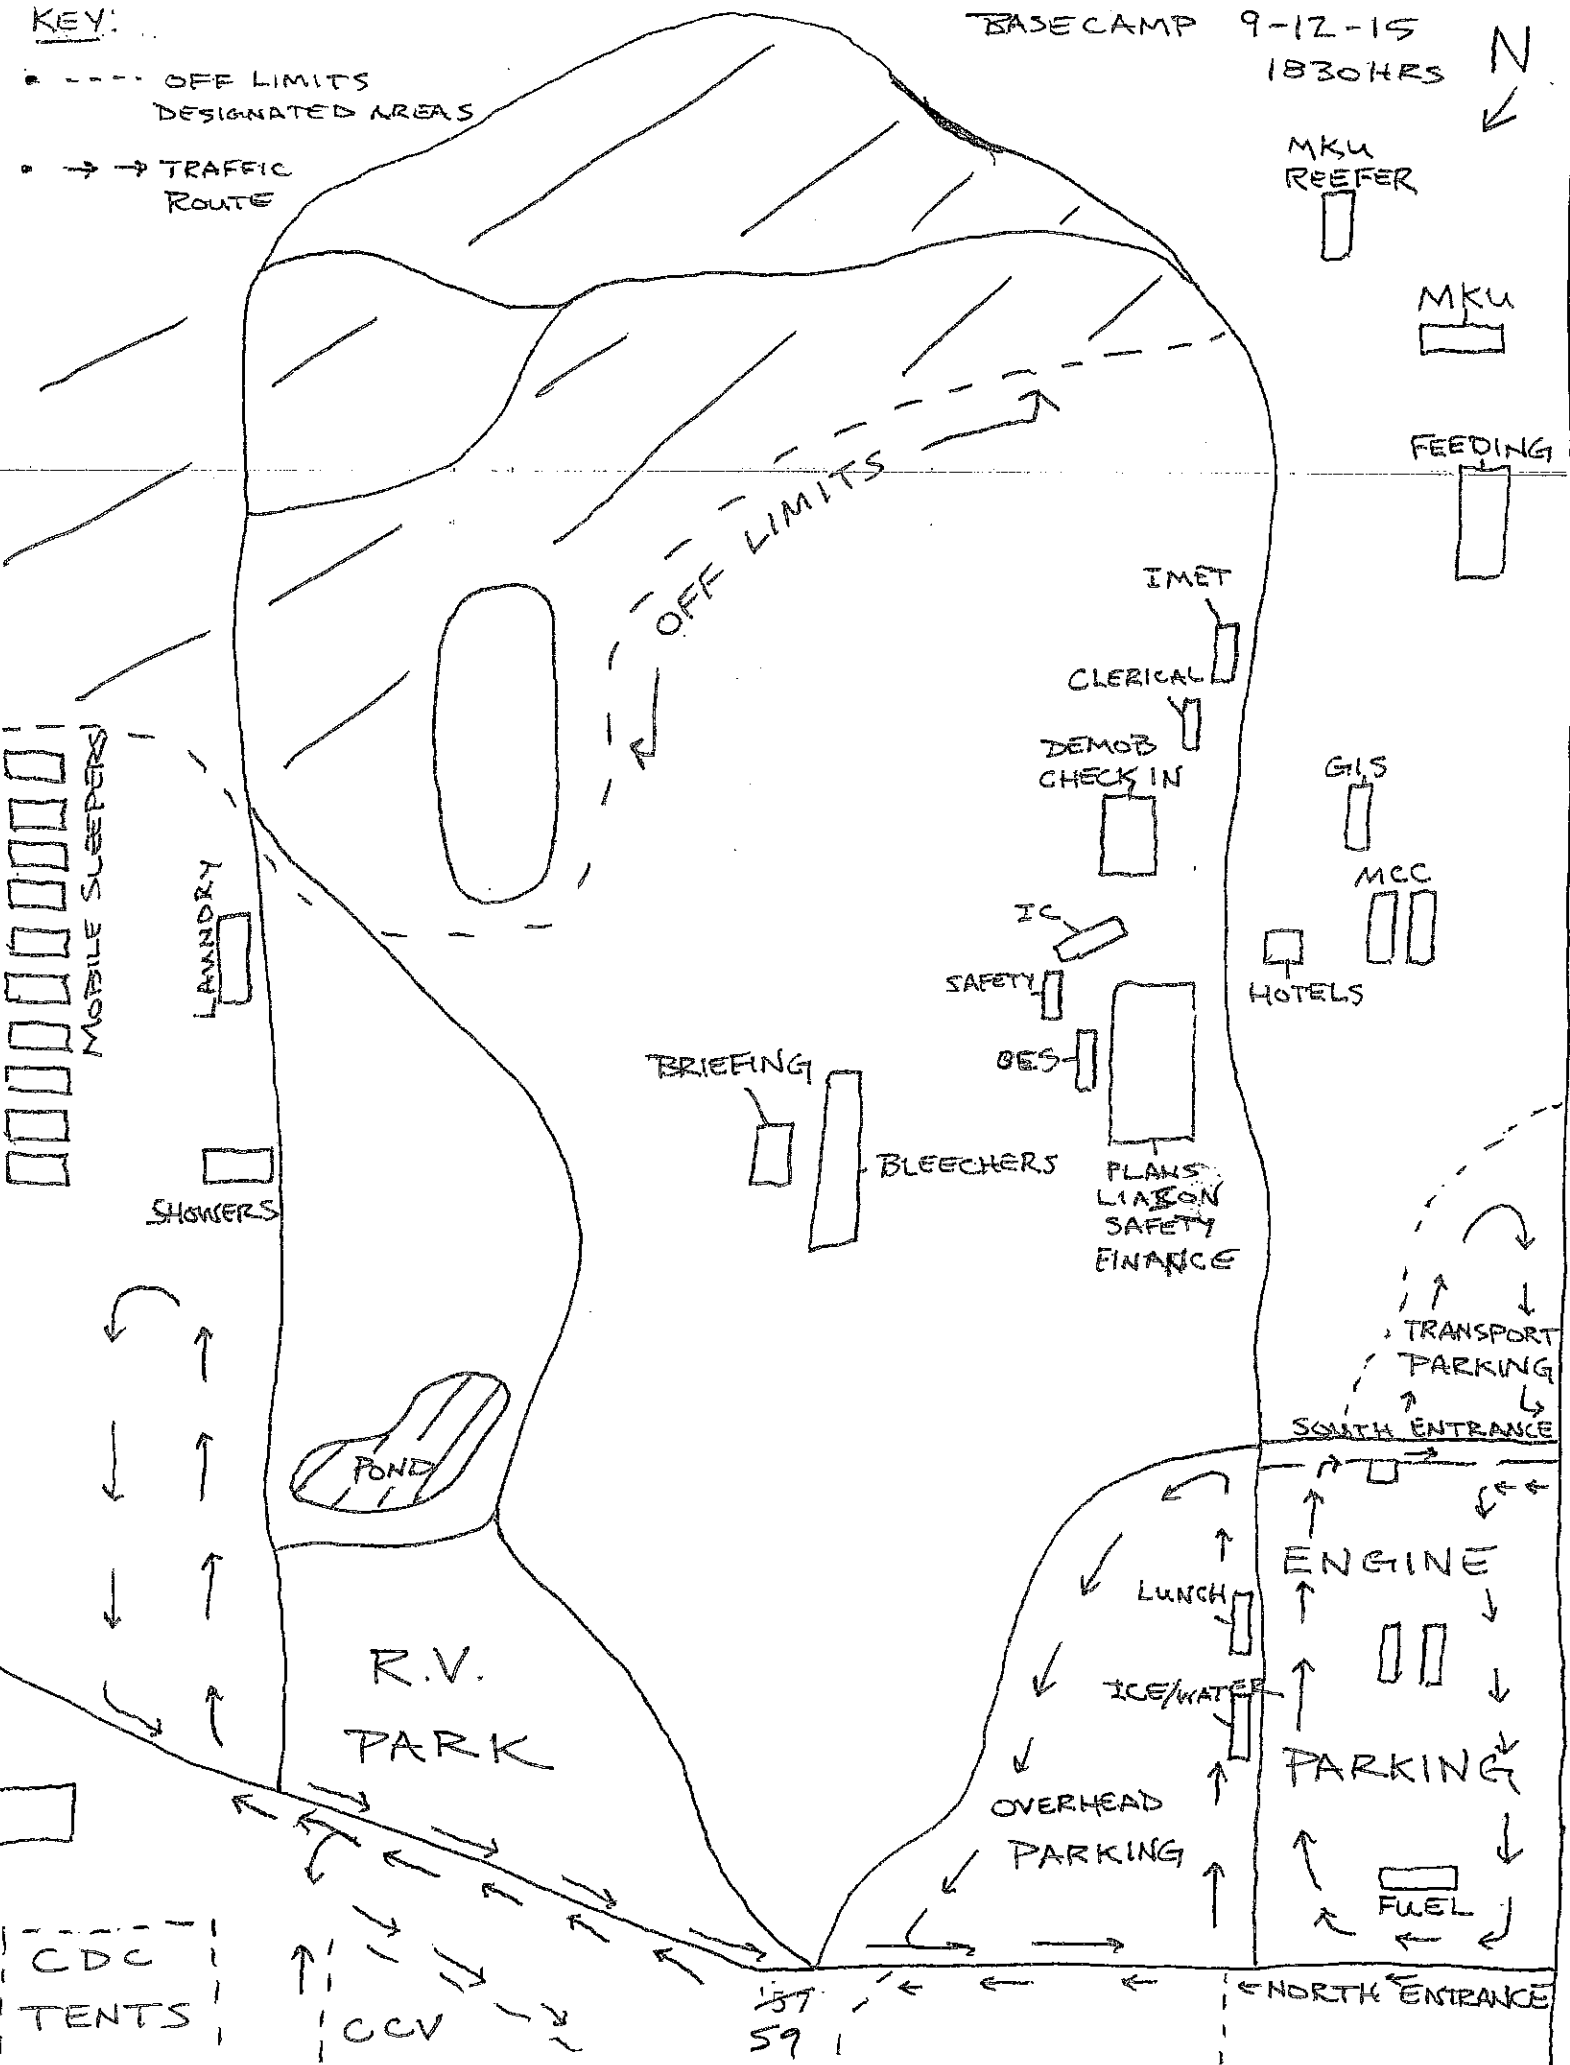 KEY:
- - - - OFF LIMITS
DESIGNATED AREAS
→ → TRAFFIC
ROUTE
BASECAMP 9-12-15
1830HRS
N
MKU
REEFER
MKU
FEEDING
OFF LIMITS
IMET
CLERICAL
DEMOB
CHECK IN
GIS
MCC
IC
SAFETY
HOTELS
OES
MOBILE SLEEPERS
LAUNDRY
BRIEFING
BLEECHERS
PLANS
LIAISON
SAFETY
FINANCE
SHOWERS
TRANSPORT
PARKING
SOUTH ENTRANCE
POND
ENGINE
PARKING
LUNCH
ICE/WATER
R.V.
PARK
OVERHEAD
PARKING
FUEL
CDC
TENTS
CCV
57
59
NORTH ENTRANCE